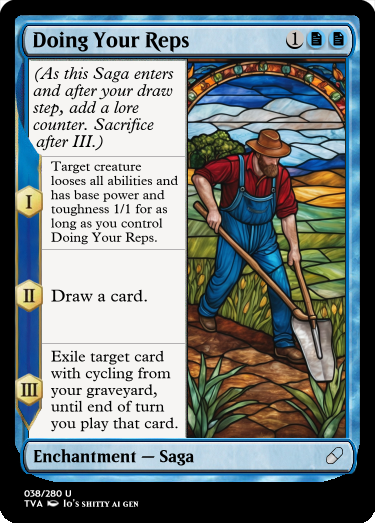 Doing Your Reps 1
(As this Saga enters
and after your draw
step, add a lore
counter. Sacrifice
after III.)
I
Target creature
looses all abilities and
has base power and
toughness 1/1 for as
long as you control
Doing Your Reps.
II
Draw a card.
III
Exile target card
with cycling from
your graveyard,
until end of turn
you play that card.
Enchantment — Saga
038/280 U
TVA Io's shitty ai gen